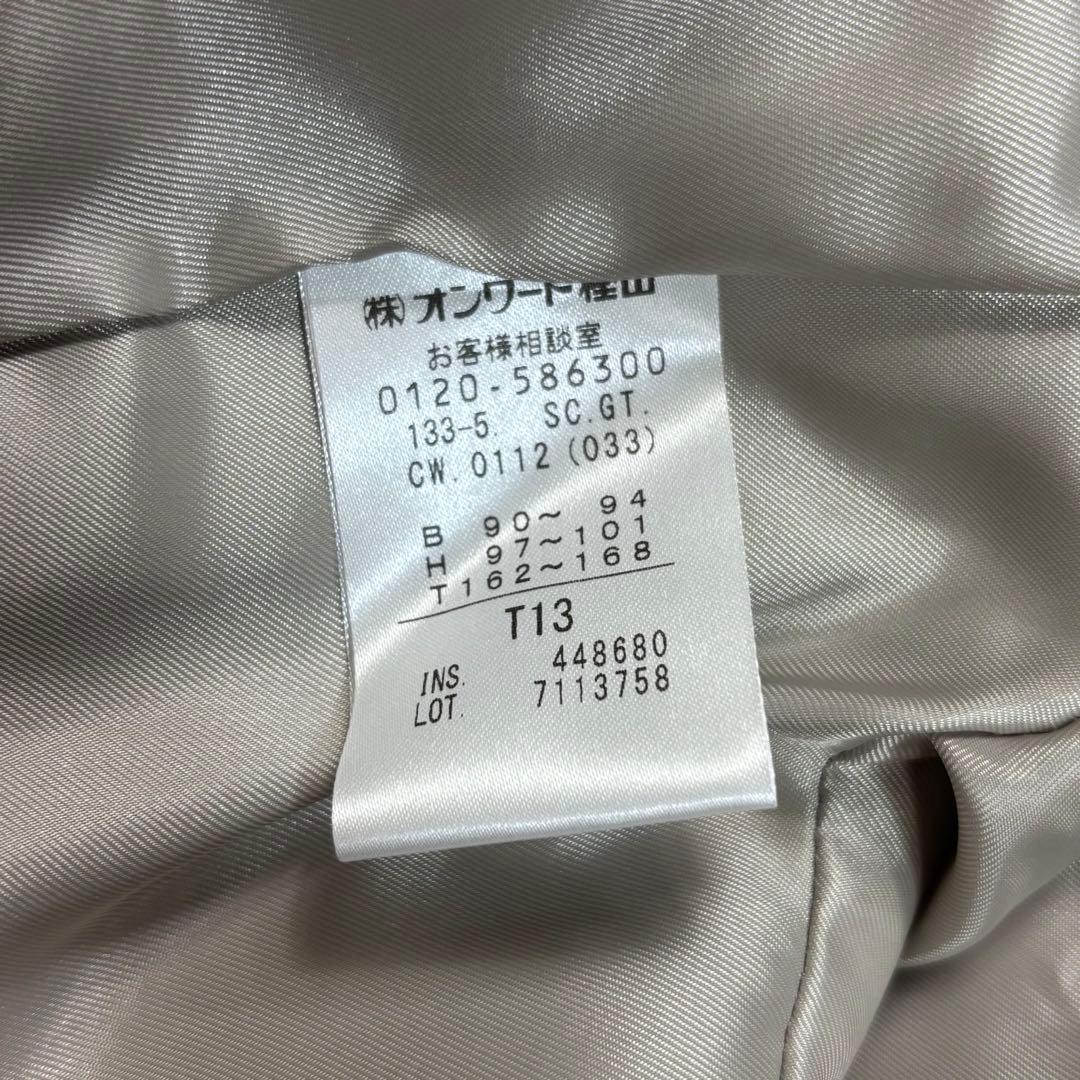 (株)オンワード樫山
お客様相談室
0120-586300
133-5. SC.GT.
CW.0112 (033)
B 90～ 94
H 97～101
T162～168
T13
INS. 448680
LOT. 7113758